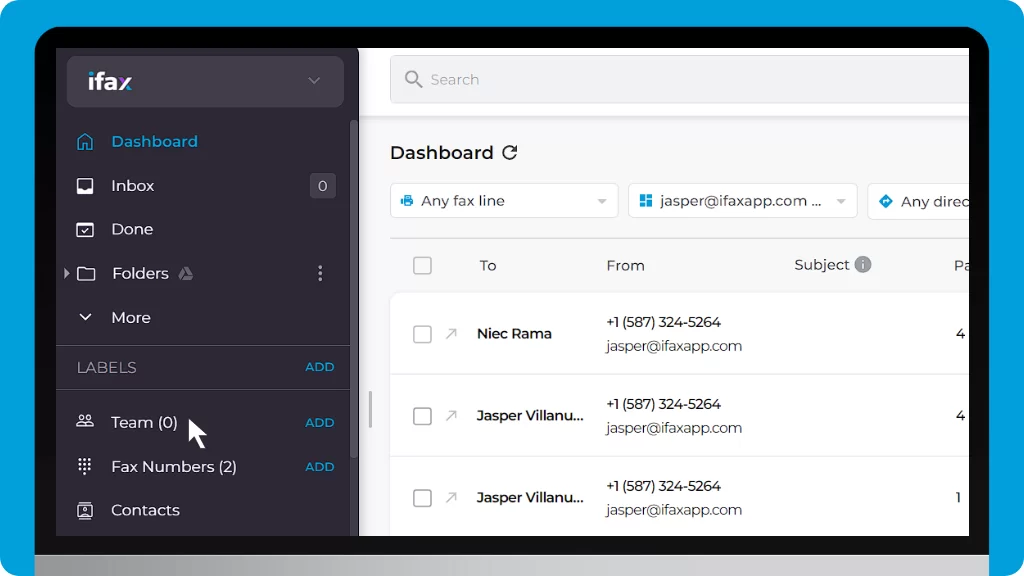 ifax
Search
Dashboard
Inbox 0
Done
Folders
More
LABELS ADD
Team (0) ADD
Fax Numbers (2) ADD
Contacts
Dashboard
Any fax line jasper@ifaxapp.com ... Any direc
To From Subject Pa
Niec Rama +1 (587) 324-5264 4
jasper@ifaxapp.com
Jasper Villanu... +1 (587) 324-5264 4
jasper@ifaxapp.com
Jasper Villanu... +1 (587) 324-5264 1
jasper@ifaxapp.com